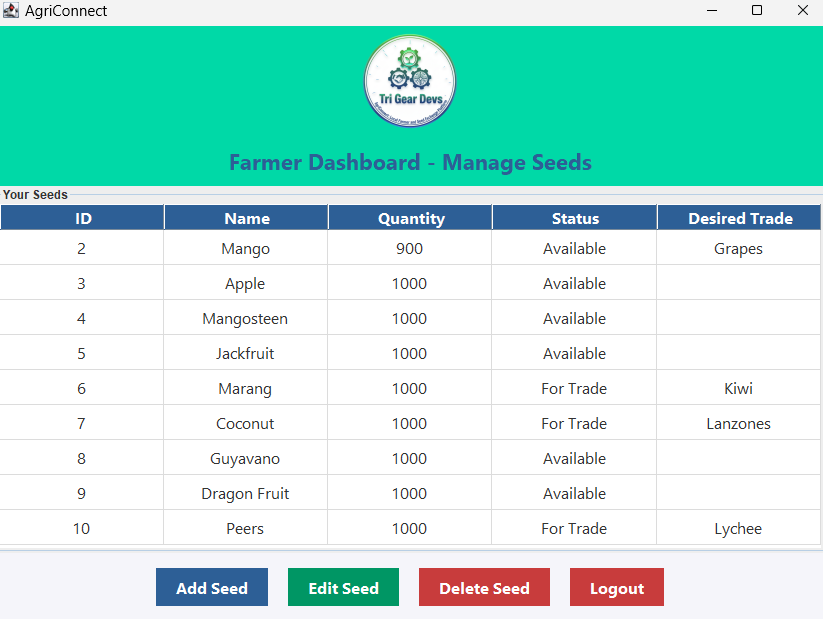 AgriConnect
Tri Gear Devs
Farmer Dashboard - Manage Seeds
Your Seeds
ID Name Quantity Status Desired Trade
2 Mango 900 Available Grapes
3 Apple 1000 Available
4 Mangosteen 1000 Available
5 Jackfruit 1000 Available
6 Marang 1000 For Trade Kiwi
7 Coconut 1000 For Trade Lanzones
8 Guyavano 1000 Available
9 Dragon Fruit 1000 Available
10 Peers 1000 For Trade Lychee
Add Seed Edit Seed Delete Seed Logout